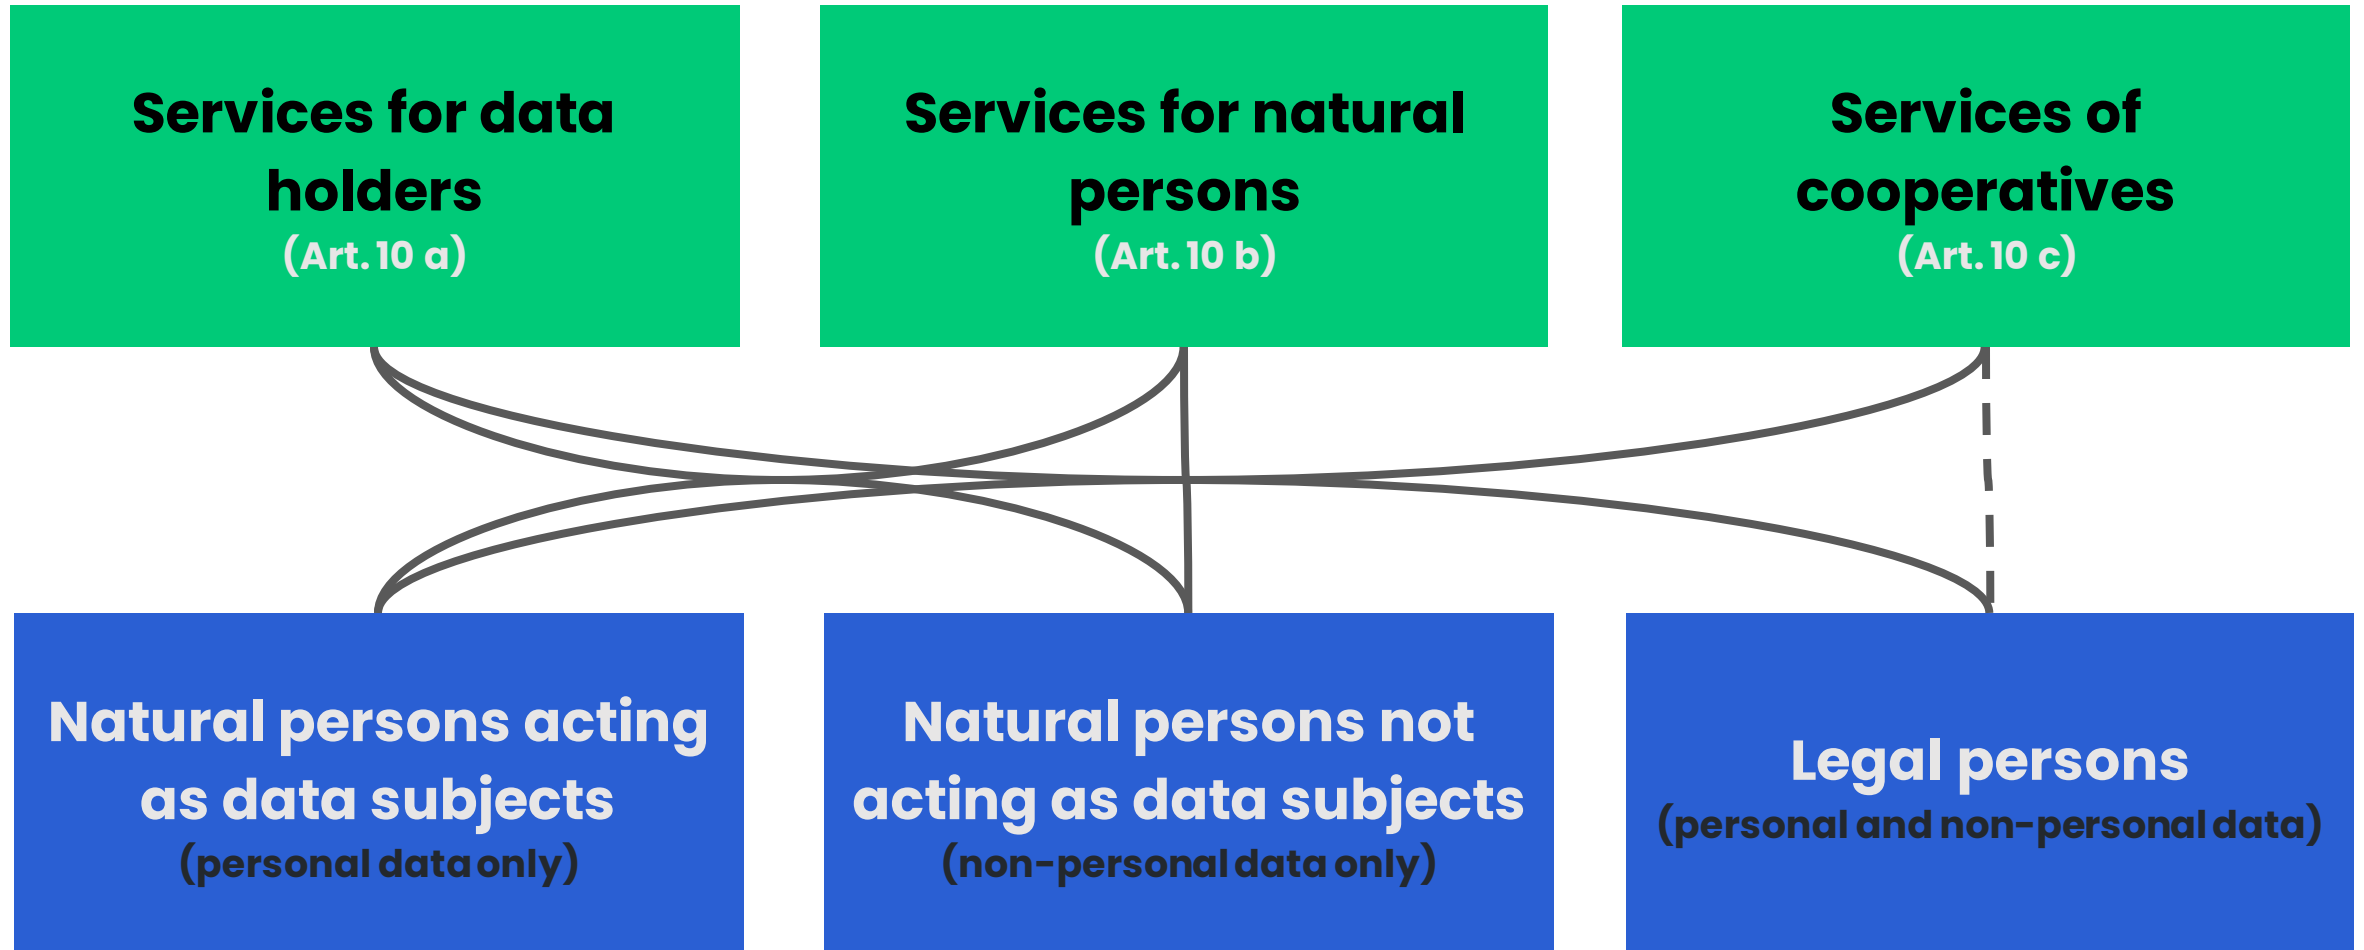 Services for data
holders
(Art. 10 a)
Services for natural
persons
(Art. 10 b)
Services of
cooperatives
(Art. 10 c)
Natural persons acting
as data subjects
(personal data only)
Natural persons not
acting as data subjects
(non-personal data only)
Legal persons
(personal and non-personal data)